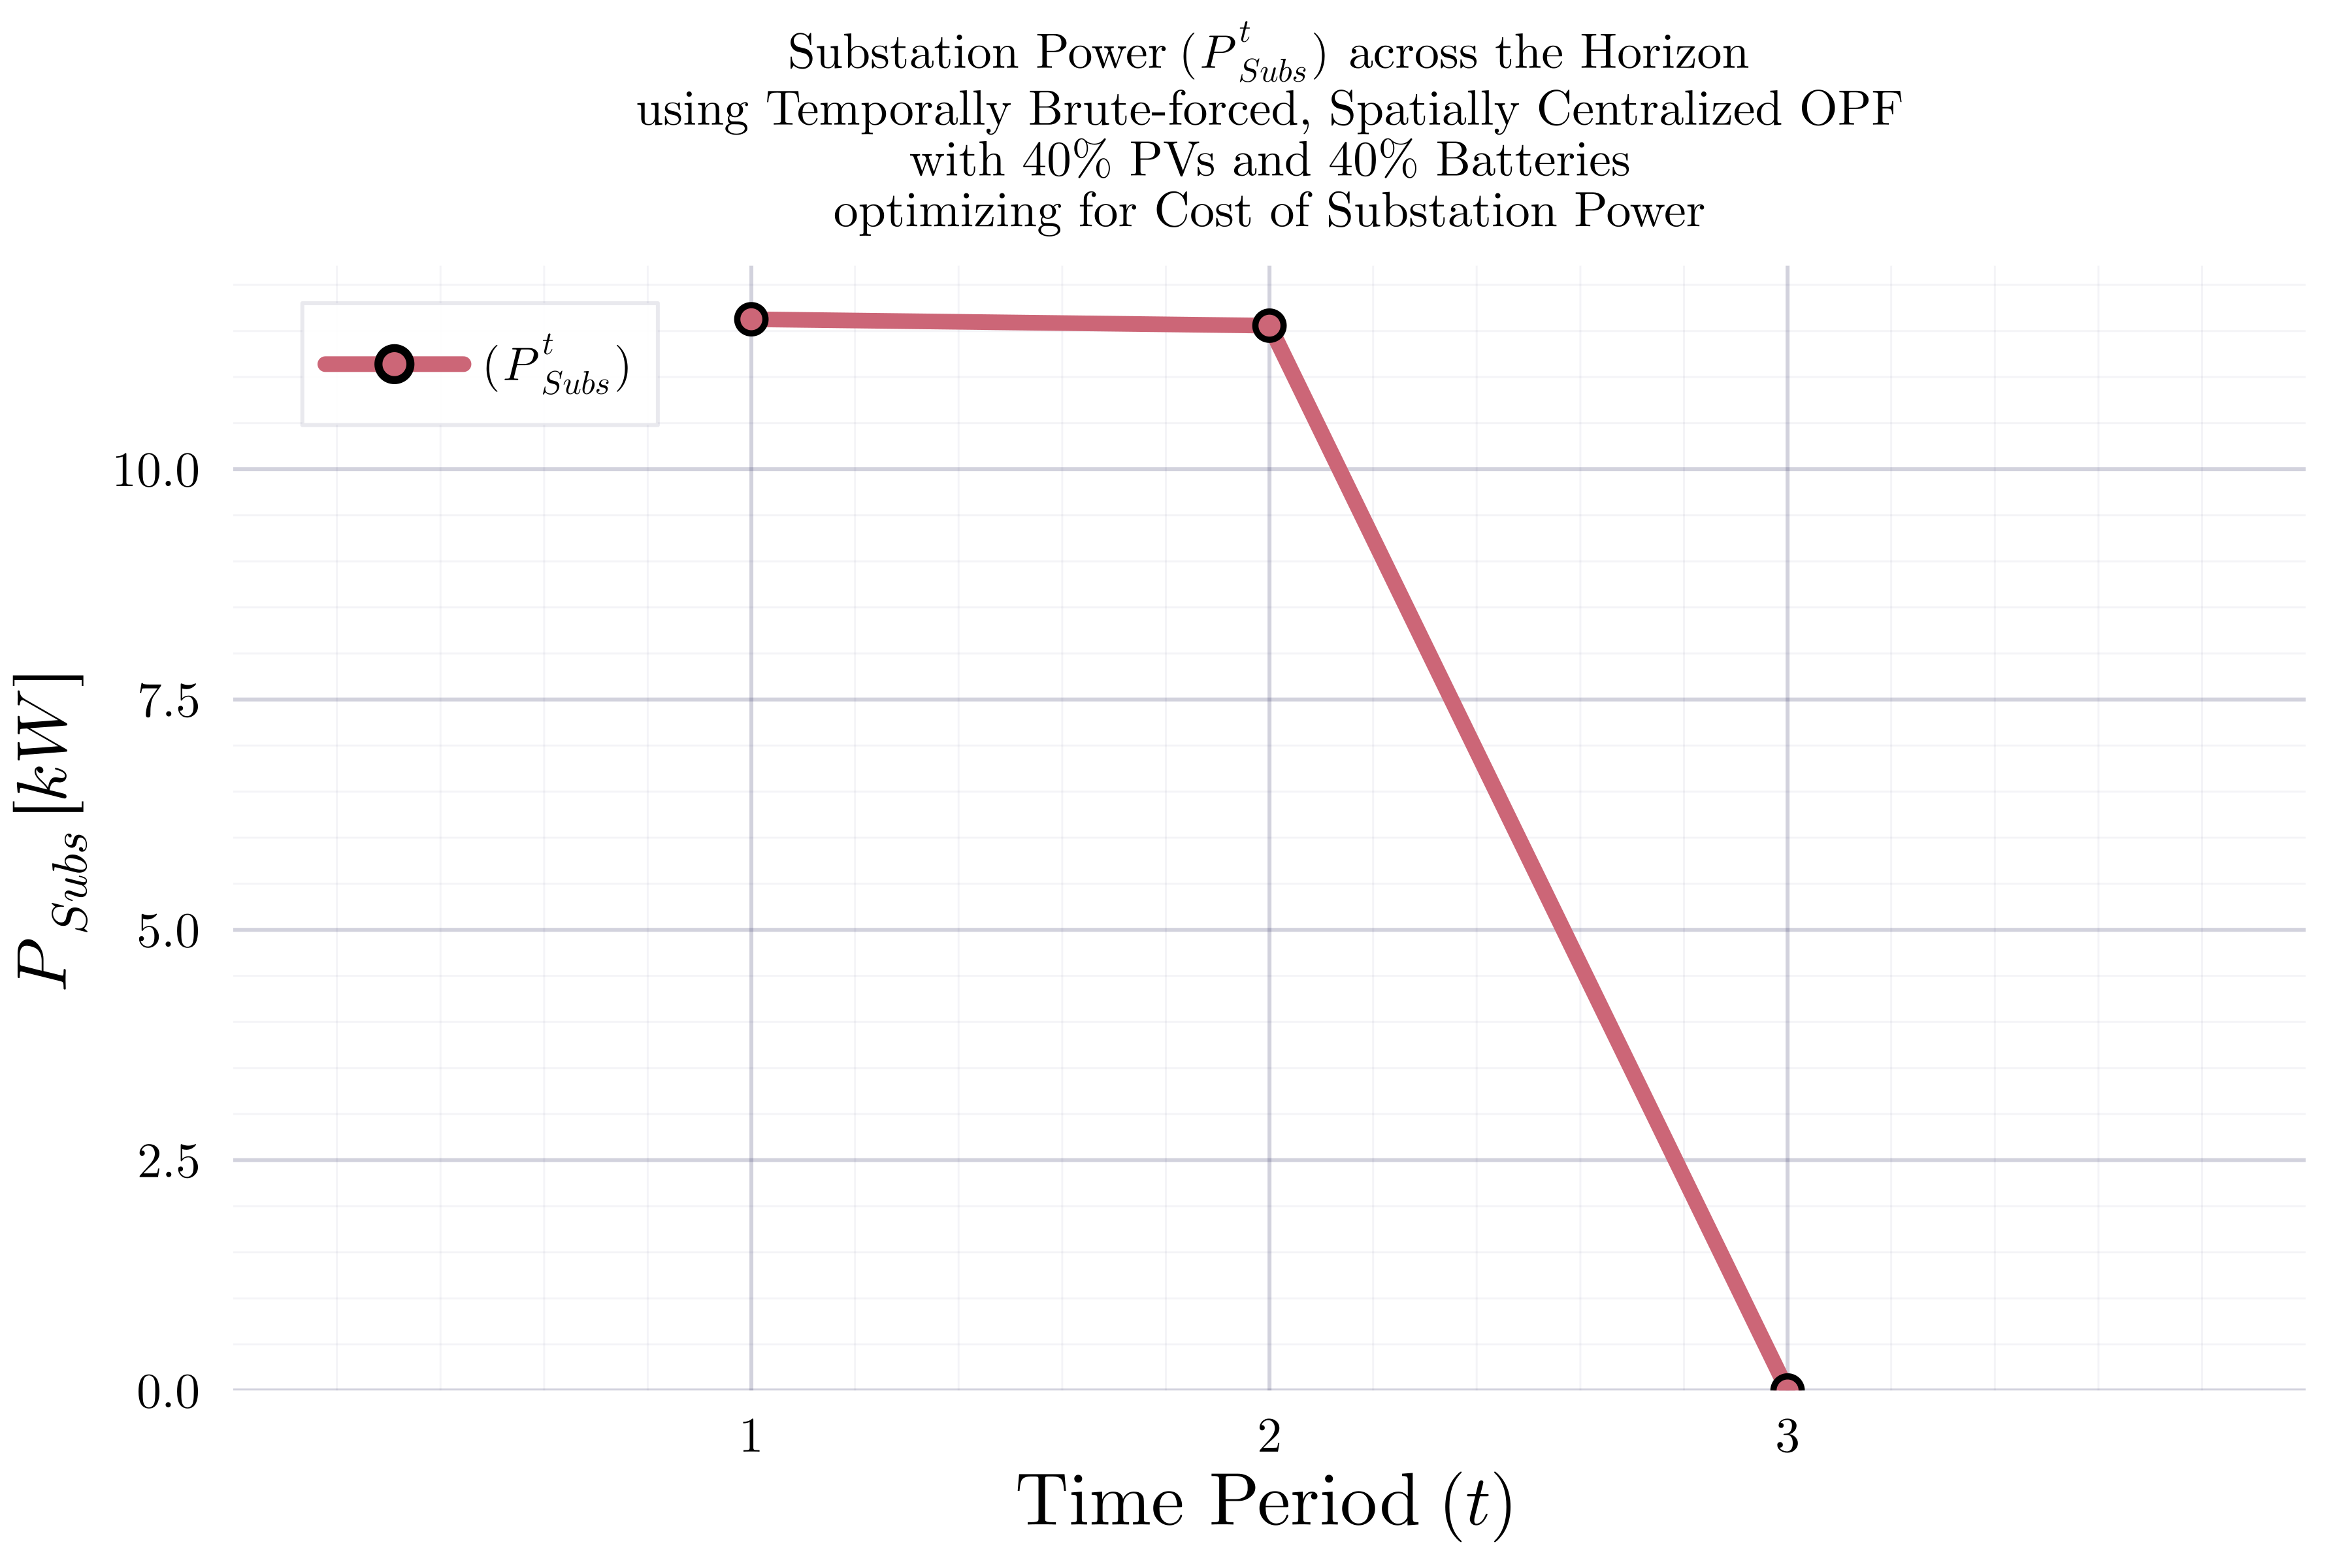 Substation Power (P^t_Subs) across the Horizon
using Temporally Brute-forced, Spatially Centralized OPF
with 40% PVs and 40% Batteries
optimizing for Cost of Substation Power
(P^t_Subs)
10.0
7.5
5.0
2.5
0.0
P_Subs [kW]
1 2 3
Time Period (t)